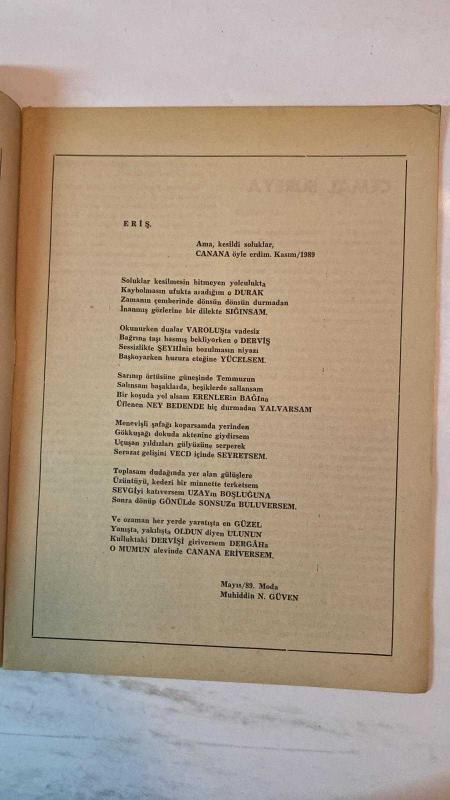 ERİŞ.
Ama, kesildi soluklar,
CANANA öyle erdim. Kasım/1989
Soluklar kesilmesin bitmeyen yolculukta
Kaybolmasın ufukta aradığım o DURAK
Zamanın çemberinde dönsün dönsün durmadan
İnanmış gözlerine bir dilekte SIĞINSAM.
Okunurken dualar VAROLUŞta vadesiz
Bağrına taşı basmış bekliyorken o DERVİŞ
Sessizlikte ŞEYHİnin bozulmasın niyazı
Başkoyarken huzura eteğine YÜCELSEM.
Sarınıp örtüsüne güneşinde Temmuzun
Salınsam başaklarda, beşiklerde sallansam
Bir koşuda yol alsam ERENLERin BAĞIna
Üflenen NEY BEDENDE hiç durmadan YALVARSAM
Menevişli şafağı koparsamda yerinden
Gökkuşağı dokuda aktenine giydirsem
Uçuşan yıldızları gülyüzüne serperek
Serazat gelişini VECD içinde SEYRETSEM.
Toplasam dudağında yer alan gülüşlere
Üzüntüyü, kederi bir minnette terketsem
SEVGİyi katıversem UZAYın BOŞLUĞUNA
Sonra dönüp GÖNÜLde SONSUZu BULUVERSEM.
Ve ozaman her yerde yaratışta en GÜZEL
Yanışta, yakılışta OLDUN diyen ULUNUN
Kulluktaki DERVİŞİ giriversem DERGÂHa
O MUMUN alevinde CANANA ERİVERSEM.
Mayıs/89. Moda
Muhiddin N. GÜVEN